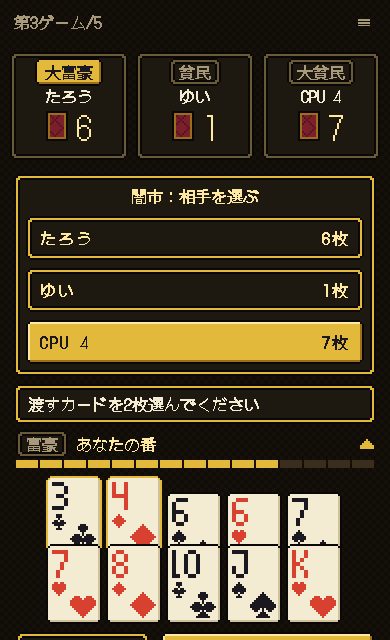 第3ゲーム/5
大富豪
たろう
6
貧民
ゆい
1
大貧民
CPU 4
7
闇市：相手を選ぶ
たろう 6枚
ゆい 1枚
CPU 4 7枚
渡すカードを2枚選んでください
富豪 あなたの番
3 4 6 6 7
7 8 10 J K